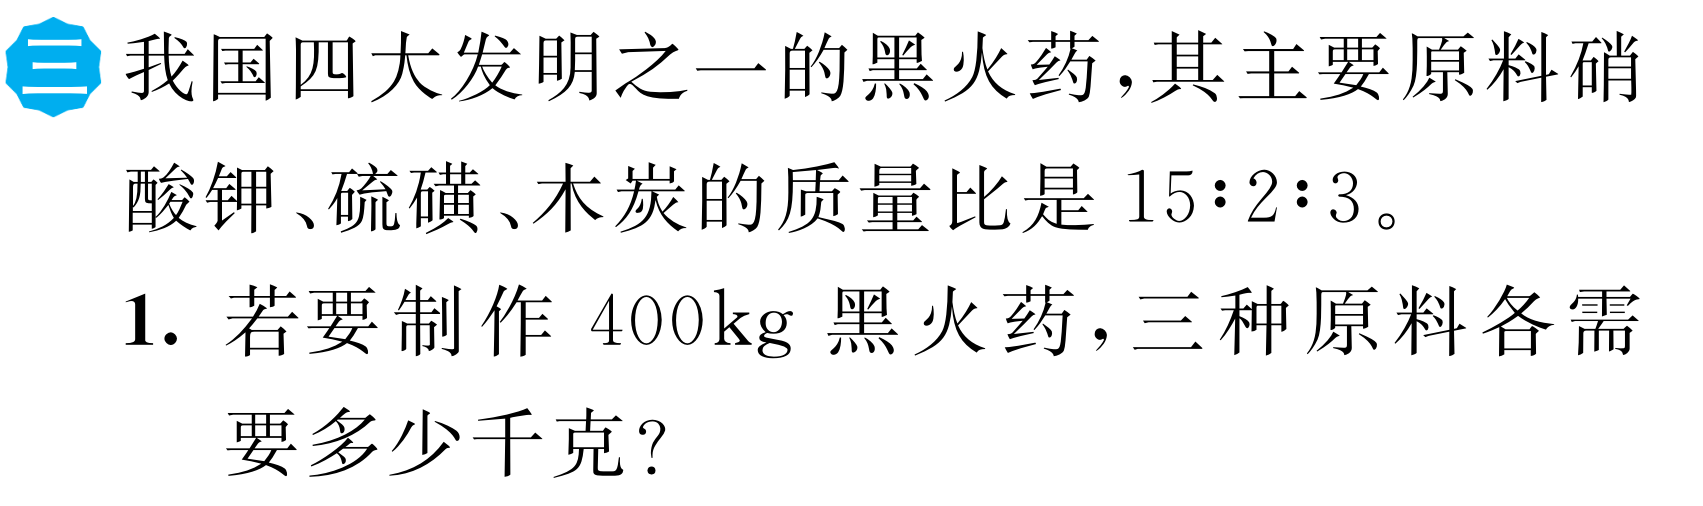 三 我国四大发明之一的黑火药,其主要原料硝
酸钾、硫磺、木炭的质量比是 15∶2∶3。
1. 若要制作 400kg 黑火药,三种原料各需
要多少千克?